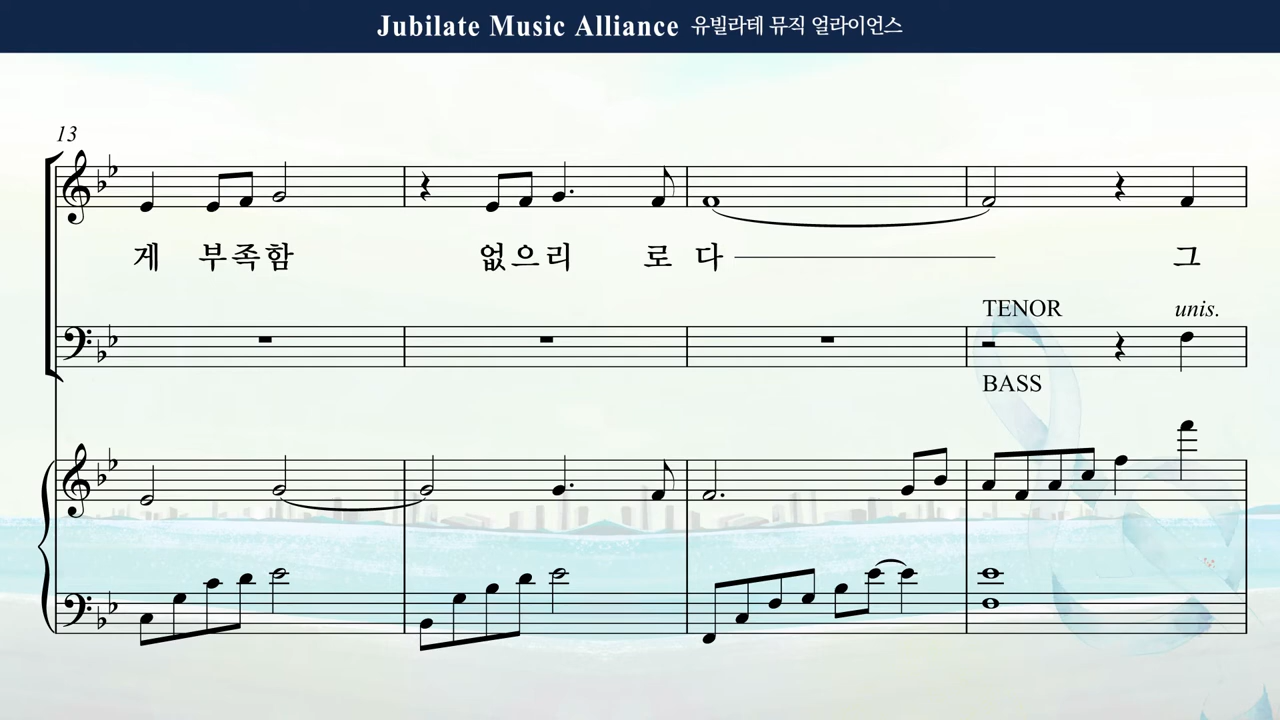 Jubilate Music Alliance 유빌라테 뮤직 얼라이언스
13
게 부족함 없으리 로 다 그
TENOR unis.
BASS